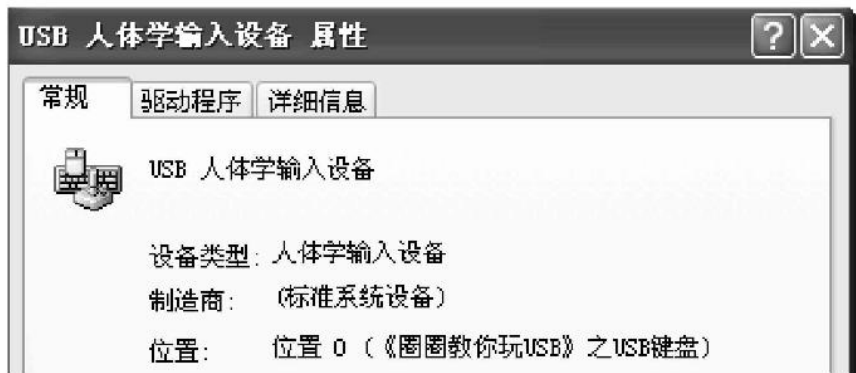 USB 人体学输入设备 属性
常规 驱动程序 详细信息
USB 人体学输入设备
设备类型: 人体学输入设备
制造商: (标准系统设备)
位置: 位置 0 (《圈圈教你玩USB》之USB键盘)